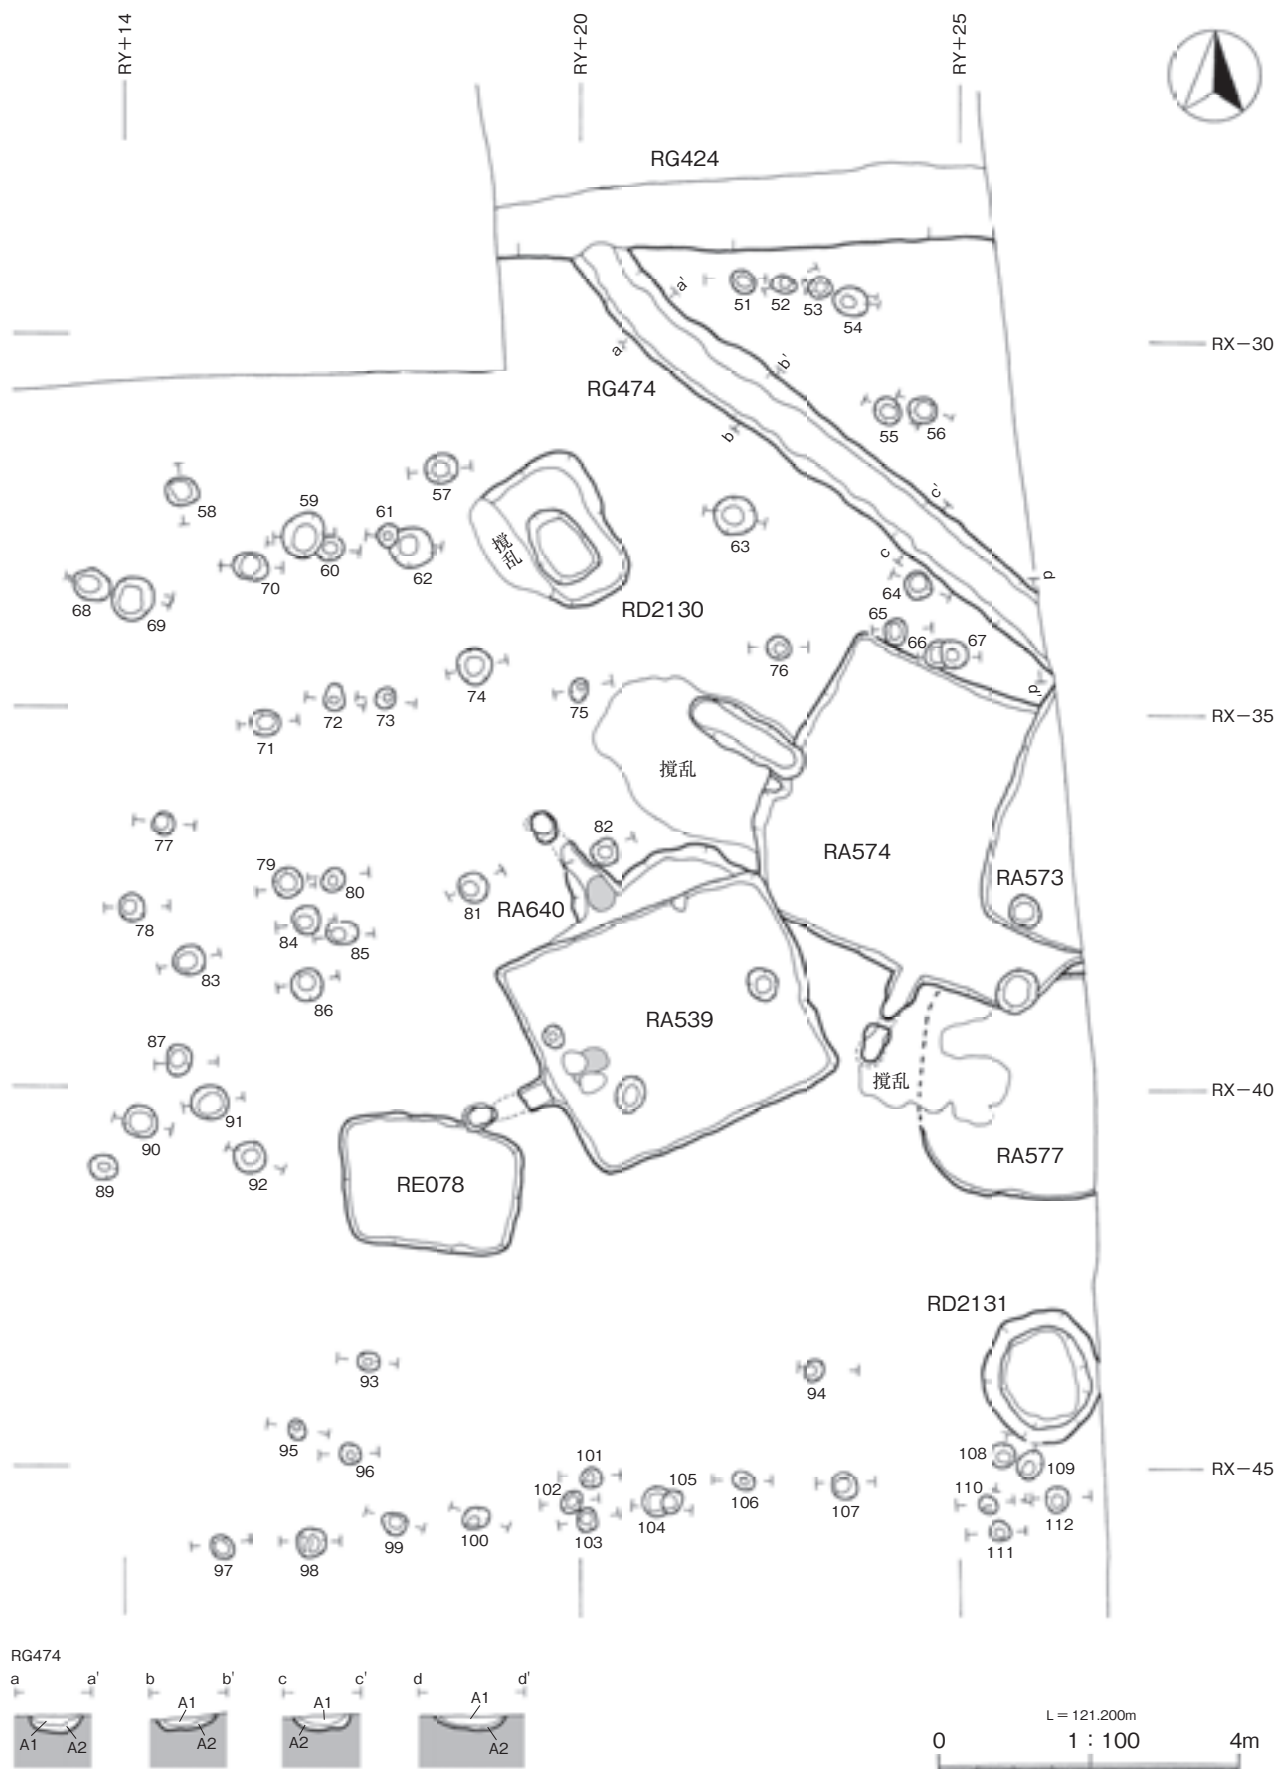 RY+14
RY+20
RY+25
RG424
a'
51
52
53
54
RX−30
a
b'
RG474
55
56
b
57
c'
58
59
61
63
60
62
撹乱
c
70
64
d
68
69
RD2130
65
66
67
76
74
72
73
75
d'
71
RX−35
撹乱
77
82
RA574
79
80
RA573
81
RA640
78
84
85
83
86
RA539
87
撹乱
RX−40
91
90
92
89
RA577
RE078
RD2131
93
94
95
96
101
108
109
RX−45
102
105
106
107
110
112
99
100
103
104
111
97
98
RG474
a a' b b' c c' d d'
A1 A1 A1
A1 A2 A2 A2 A2
L = 121.200m
0 1:100 4m